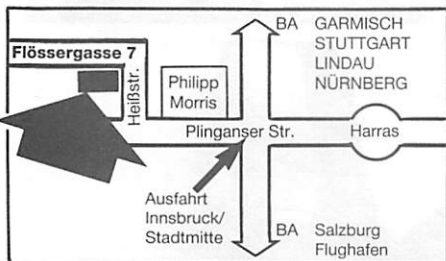 BA GARMISCH
STUTTGART
LINDAU
NÜRNBERG
Flössergasse 7
Heißstr.
Philipp
Morris
Plinganser Str.
Harras
Ausfahrt
Innsbruck/
Stadtmitte
BA Salzburg
Flughafen